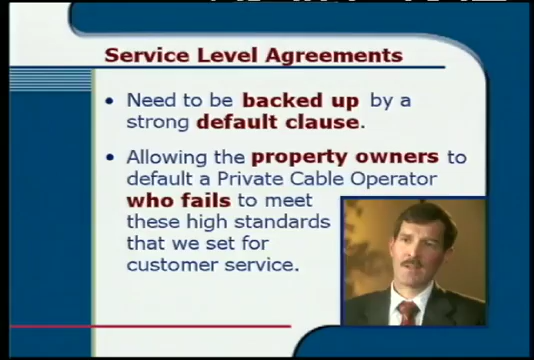 Service Level Agreements
• Need to be backed up by a
strong default clause.
• Allowing the property owners to
default a Private Cable Operator
who fails to meet
these high standards
that we set for
customer service.